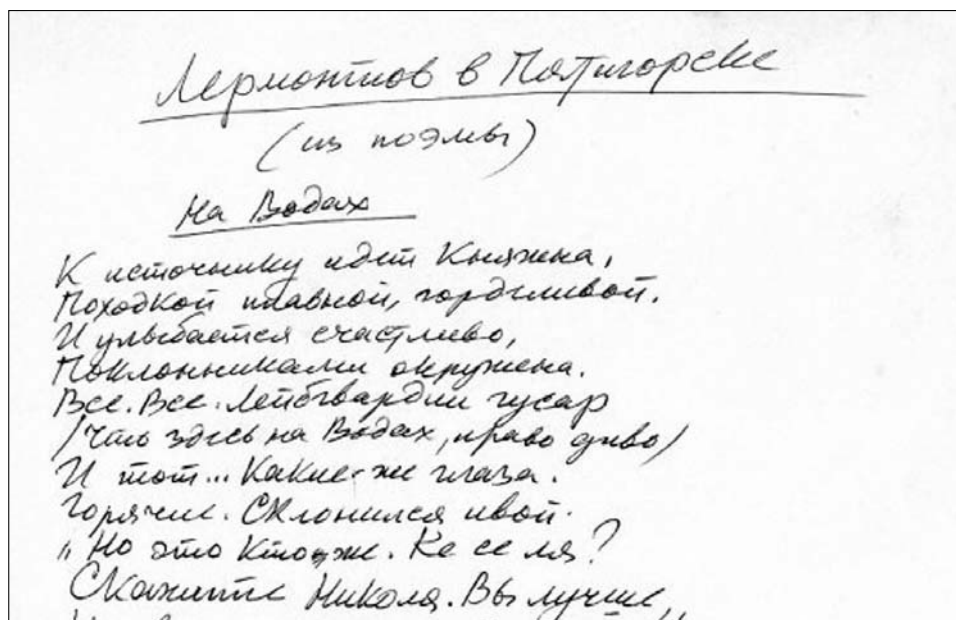 Лермонтов в Пятигорске
(из поэмы)
На Водах
К источнику идет Княжна,
Походкой плавной, горделивой.
И улыбается счастливо,
Поклонниками окружена.
Все. Все. Лейбгвардии гусар
(Что здесь на Водах, право диво)
И тот... Какие-же глаза.
Горячие. Склонился ивой.
„Но это Кто-ж. Ке се ля?
Скажите Николя. Вы лучше,